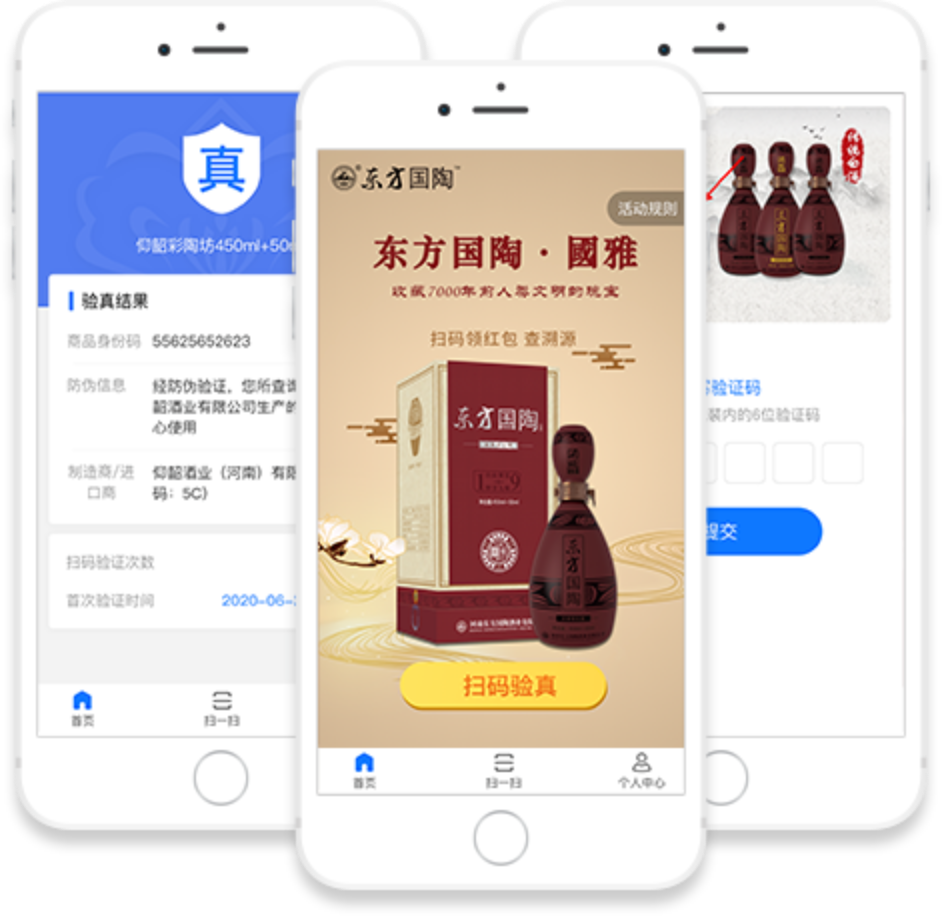 真
仰韶彩陶坊450ml+50
验真结果
商品身份码 55625652623
防伪信息 经防伪验证，您所查询
韶酒业有限公司生产的
心使用
制造商/进 仰韶酒业（河南）有限
口商 码：5C）
扫码验证次数
首次验证时间 2020-06-
首页 扫一扫
东方国陶
活动规则
东方国陶·國雅
收藏7000年前人类文明的瑰宝
扫码领红包 查溯源
东方国陶
东方国陶
扫码验真
首页 扫一扫 个人中心
验证码
装内的6位验证码
提交